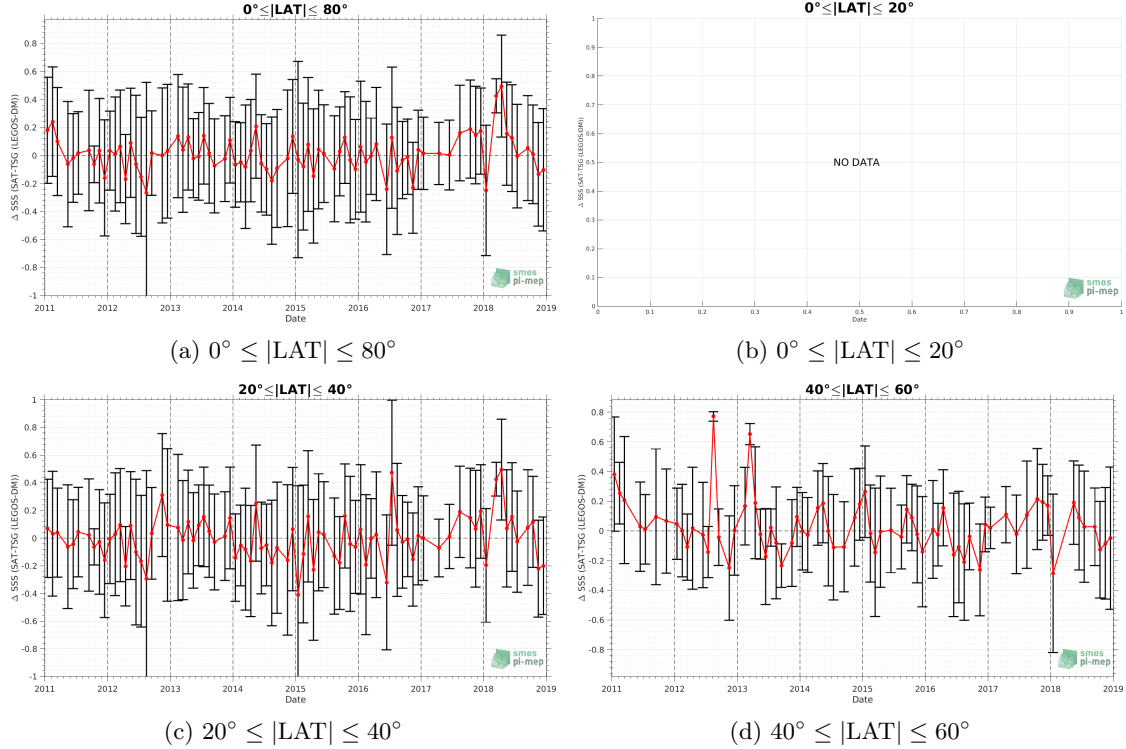 0°≤|LAT|≤ 80°
Δ SSS (SAT-TSG (LEGOS-DM))
0.8
0.6
0.4
0.2
0
-0.2
-0.4
-0.6
-0.8
-1
2011 2012 2013 2014 2015 2016 2017 2018 2019
Date
smos
pi-mep
(a) 0° ≤ |LAT| ≤ 80°
0°≤|LAT|≤ 20°
Δ SSS (SAT-TSG (LEGOS-DM))
1
0.9
0.8
0.7
0.6
0.5
0.4
0.3
0.2
0.1
0
NO DATA
0 0.1 0.2 0.3 0.4 0.5 0.6 0.7 0.8 0.9 1
Date
smos
pi-mep
(b) 0° ≤ |LAT| ≤ 20°
20°≤|LAT|≤ 40°
Δ SSS (SAT-TSG (LEGOS-DM))
1
0.8
0.6
0.4
0.2
0
-0.2
-0.4
-0.6
-0.8
-1
2011 2012 2013 2014 2015 2016 2017 2018 2019
Date
smos
pi-mep
(c) 20° ≤ |LAT| ≤ 40°
40°≤|LAT|≤ 60°
Δ SSS (SAT-TSG (LEGOS-DM))
0.8
0.6
0.4
0.2
0
-0.2
-0.4
-0.6
-0.8
2011 2012 2013 2014 2015 2016 2017 2018 2019
Date
smos
pi-mep
(d) 40° ≤ |LAT| ≤ 60°